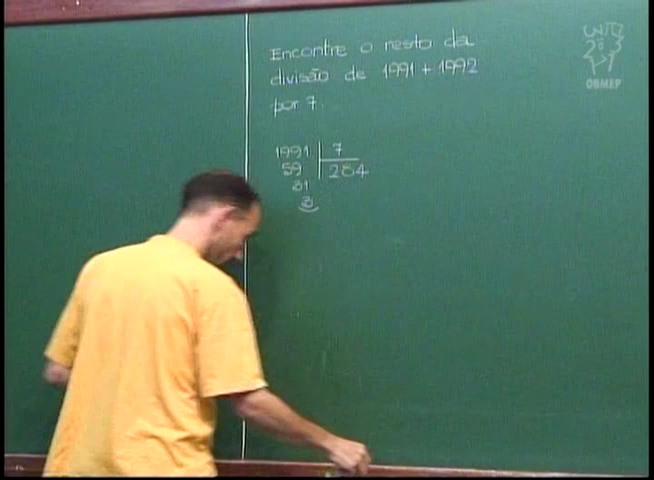 Encontre o resto da
divisão de 1991 + 1992
por 7.
1991 7
59 284
31
3
OBMEP